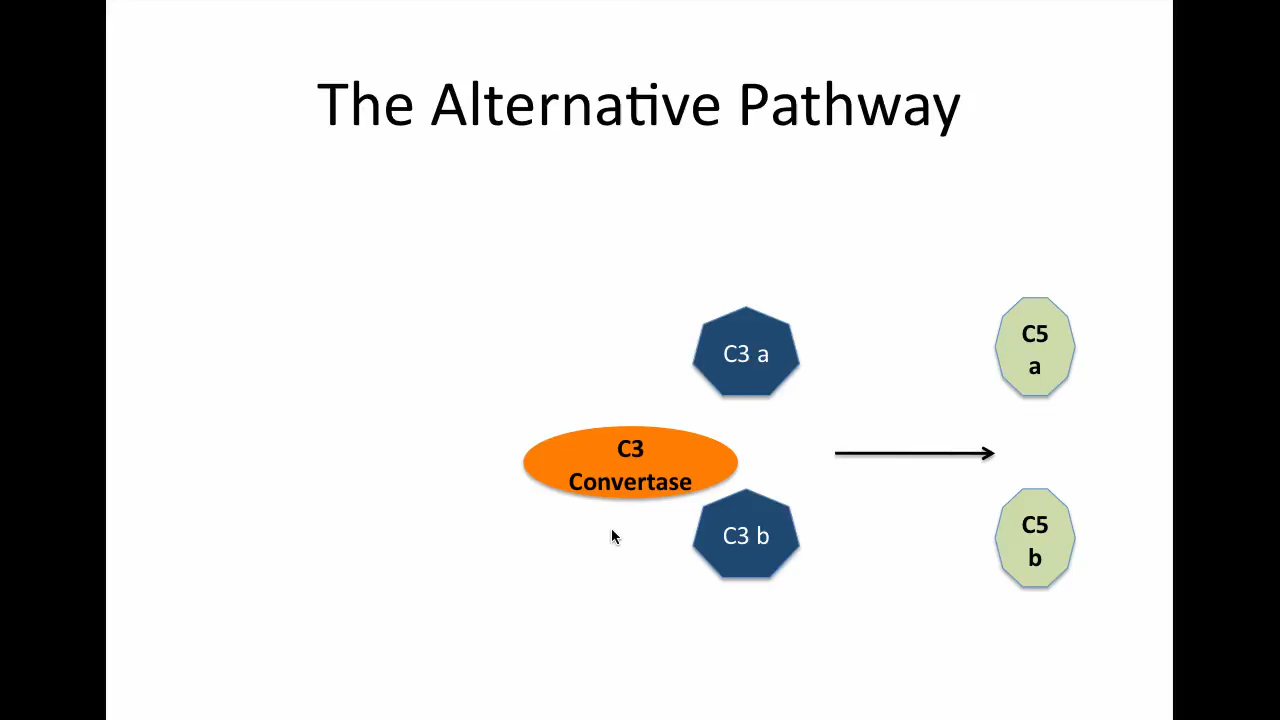 The Alternative Pathway
C3 a
C5
a
C3
Convertase
C3 b
C5
b